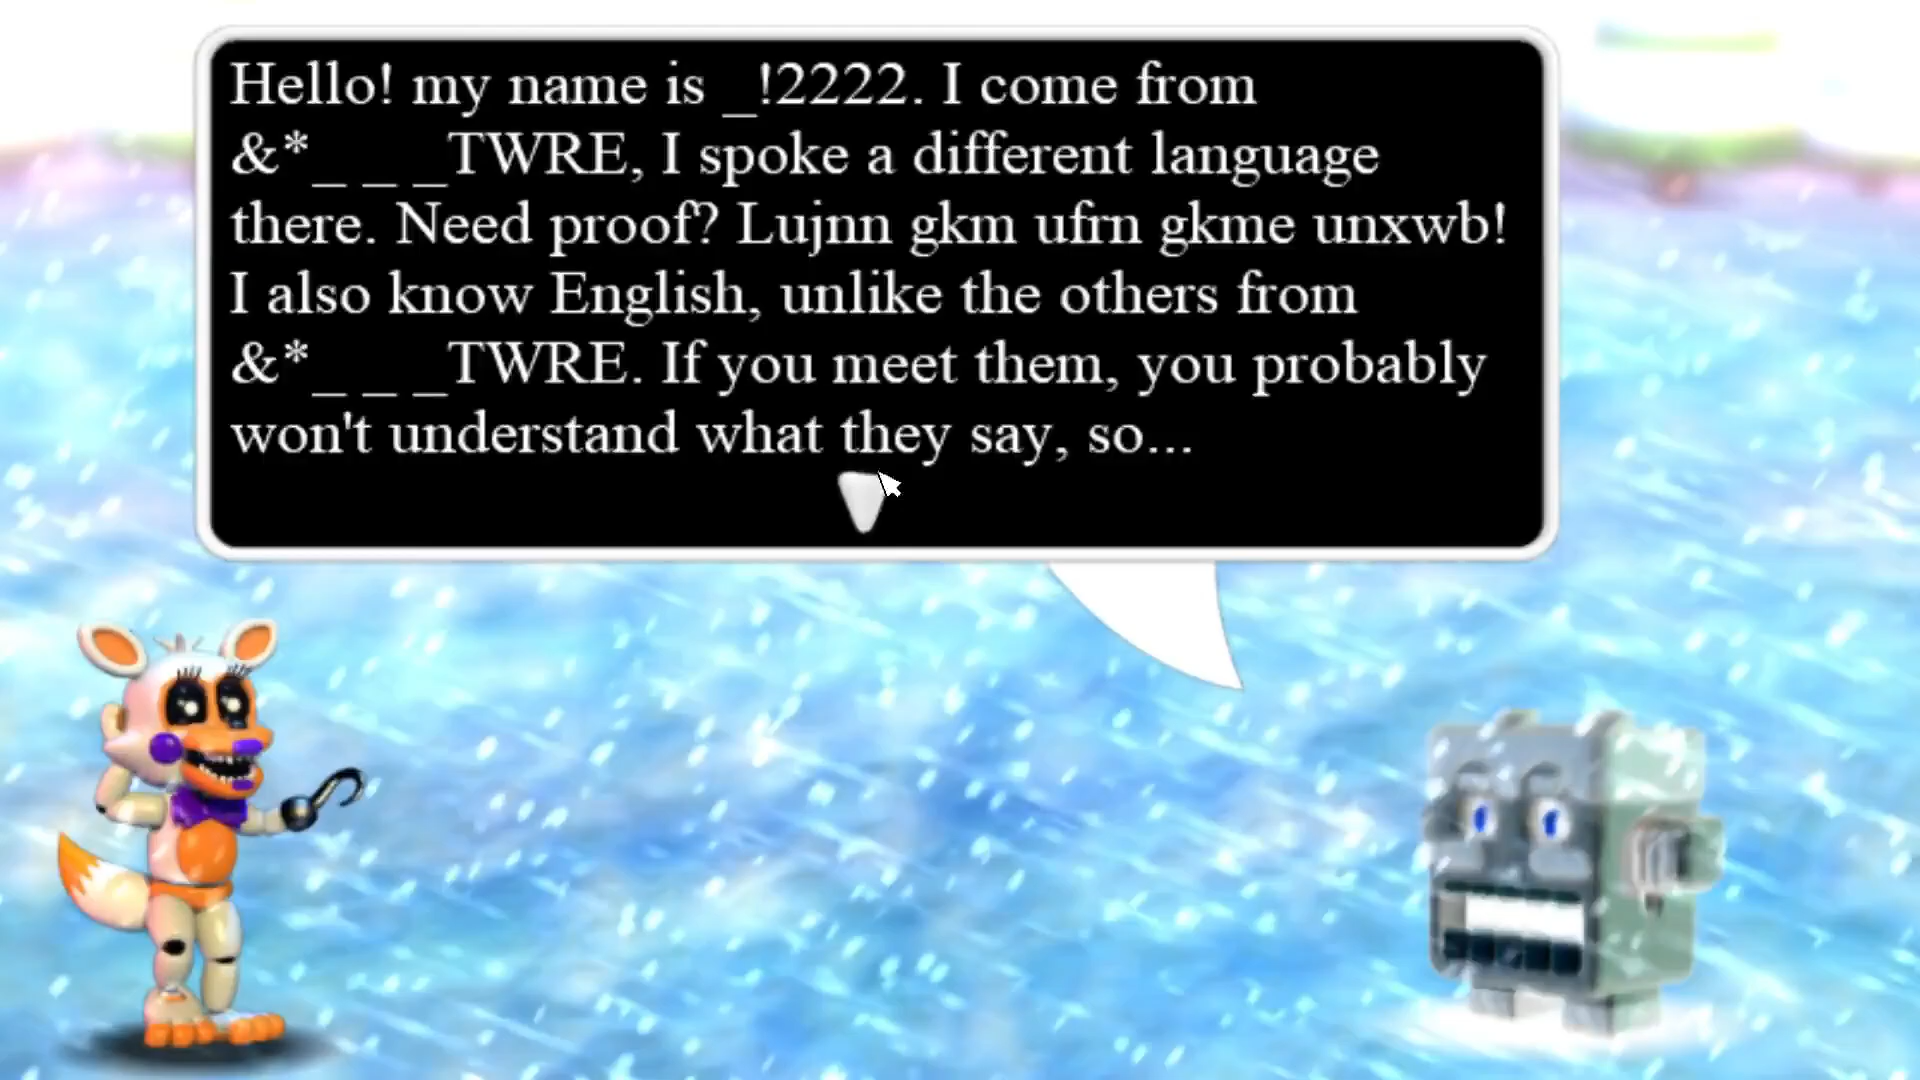 Hello! my name is _!2222. I come from
&*_ _ _TWRE, I spoke a different language
there. Need proof? Lujnn gkm ufrn gkme unxwb!
I also know English, unlike the others from
&*_ _ _TWRE. If you meet them, you probably
won't understand what they say, so...